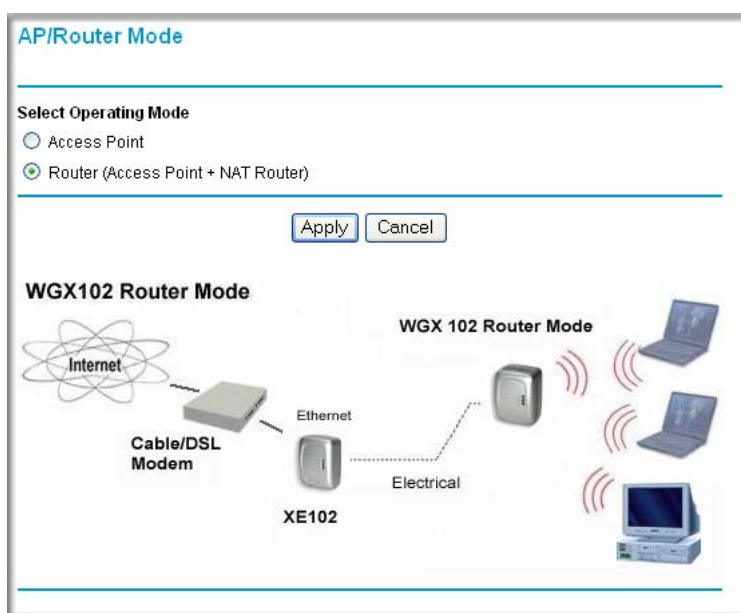 AP/Router Mode
Select Operating Mode
Access Point
Router (Access Point + NAT Router)
Apply
Cancel
WGX102 Router Mode
WGX 102 Router Mode
Internet
Ethernet
Cable/DSL
Modem
Electrical
XE102